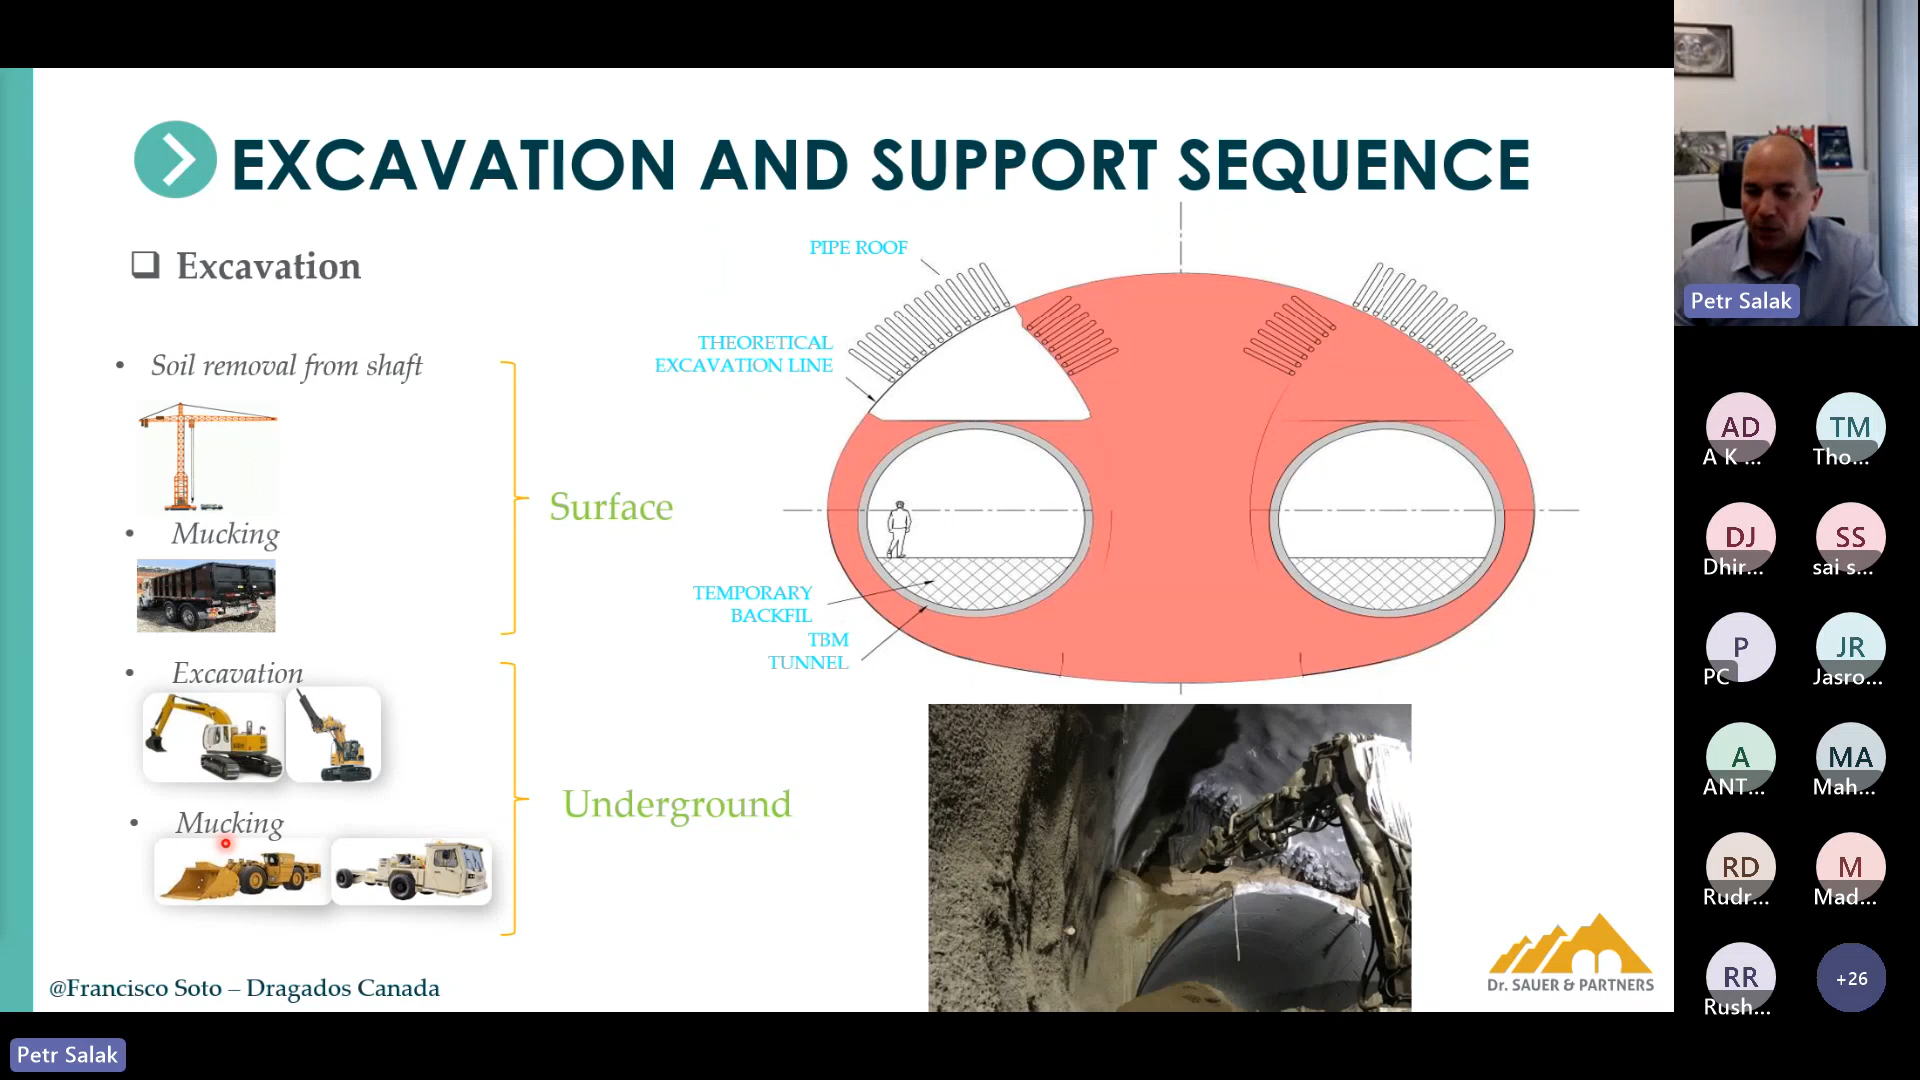 EXCAVATION AND SUPPORT SEQUENCE
❑ Excavation
PIPE ROOF
THEORETICAL
EXCAVATION LINE
• Soil removal from shaft
• Mucking
Surface
TEMPORARY
BACKFIL
TBM
TUNNEL
• Excavation
Underground
• Mucking
@Francisco Soto – Dragados Canada
Dr. SAUER & PARTNERS
Petr Salak
Petr Salak
AD
A K ...
TM
Tho...
DJ
Dhir...
SS
sai s...
P
PC
JR
Jasro...
A
ANT...
MA
Mah...
RD
Rudr...
M
Mad...
RR
Rush...
+26